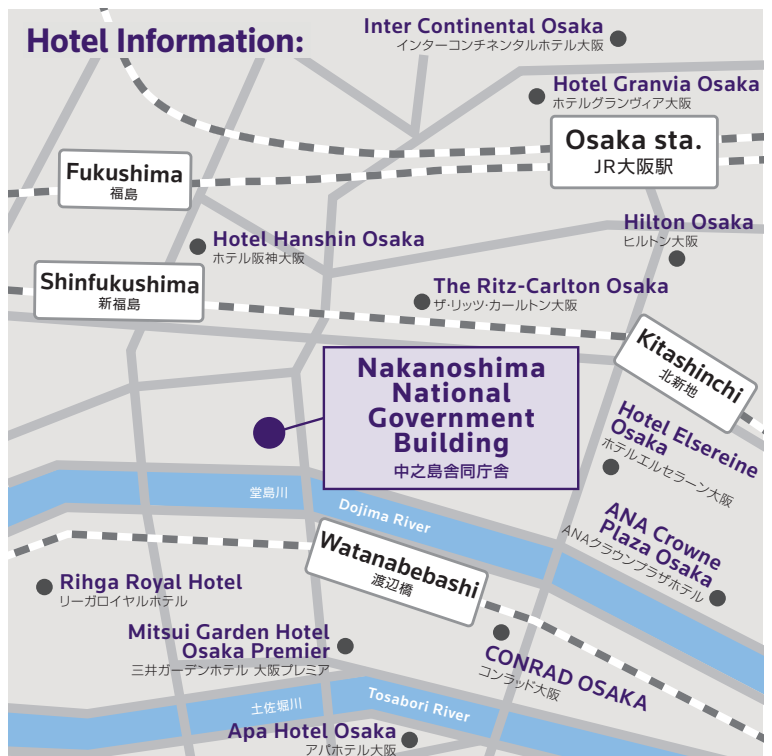 Hotel Information:
Inter Continental Osaka
インターコンチネンタルホテル大阪
Hotel Granvia Osaka
ホテルグランヴィア大阪
Osaka sta.
JR大阪駅
Fukushima
福島
Hotel Hanshin Osaka
ホテル阪神大阪
Hilton Osaka
ヒルトン大阪
Shinfukushima
新福島
The Ritz-Carlton Osaka
ザ・リッツ・カールトン大阪
Kitashinchi
北新地
Nakanoshima
National
Government
Building
中之島舎同庁舎
Hotel Elsereine
Osaka
ホテルエルセラーン大阪
堂島川
Dojima River
ANA Crowne
Plaza Osaka
ANAクラウンプラザホテル
Watanabebashi
渡辺橋
Rihga Royal Hotel
リーガロイヤルホテル
Mitsui Garden Hotel
Osaka Premier
三井ガーデンホテル 大阪プレミア
CONRAD OSAKA
コンラッド大阪
土佐堀川
Tosabori River
Apa Hotel Osaka
アパホテル大阪